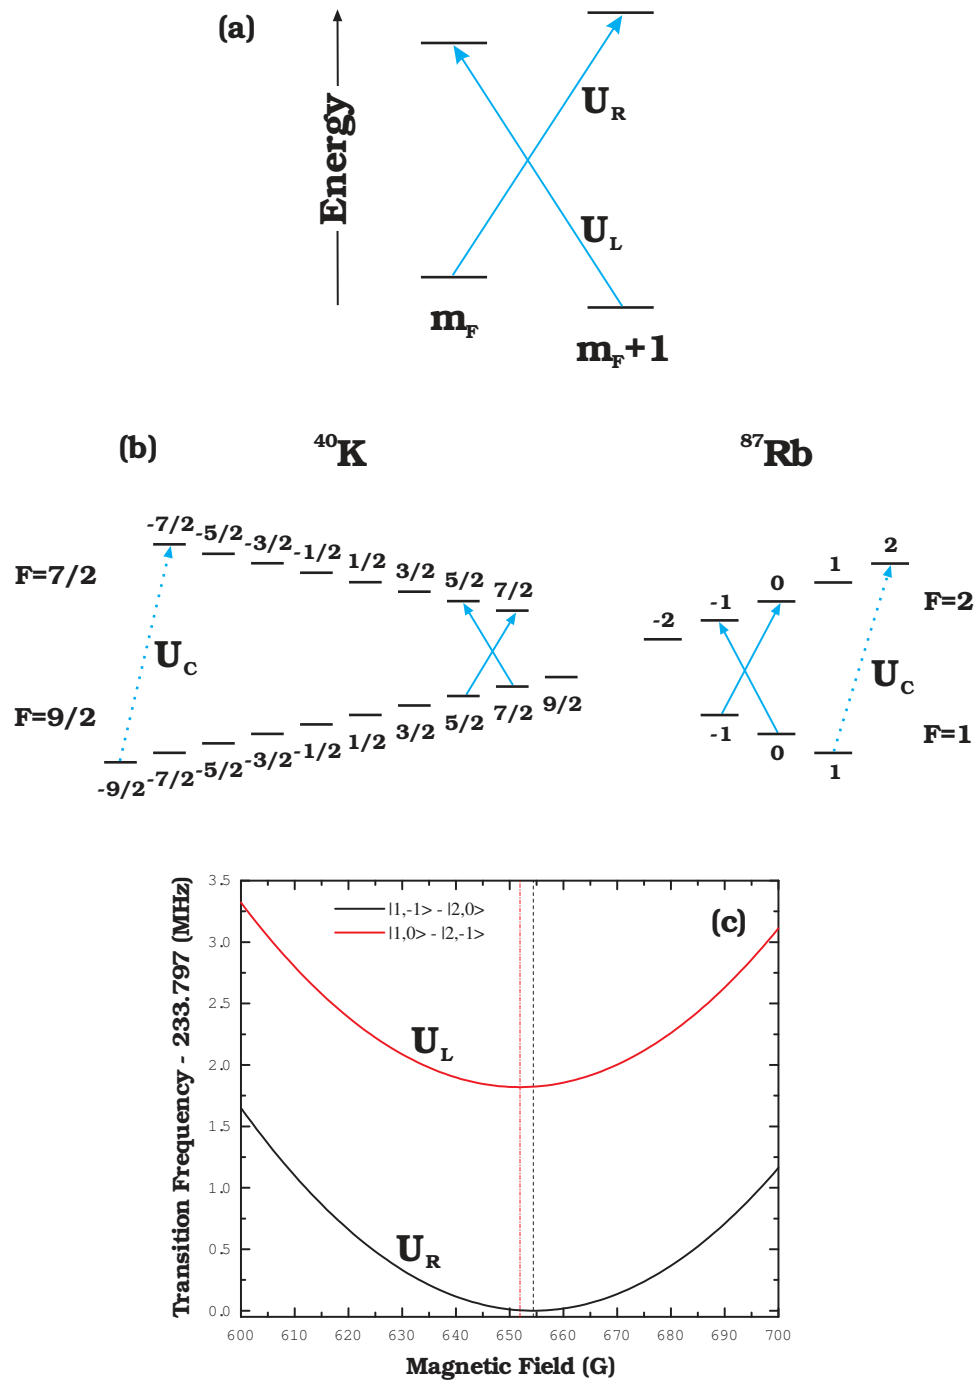 (a)
Energy
U_R
U_L
m_F
m_F+1
(b)
⁴⁰K
⁸⁷Rb
F=7/2
-7/2 -5/2 -3/2 -1/2 1/2 3/2 5/2 7/2
U_C
F=9/2
-9/2 -7/2 -5/2 -3/2 -1/2 1/2 3/2 5/2 7/2 9/2
-2 -1 0 1 2
F=2
U_C
-1 0 1
F=1
(c)
|1,-1> - |2,0>
|1,0> - |2,-1>
U_L
U_R
Transition Frequency - 233.797 (MHz)
3.5
3.0
2.5
2.0
1.5
1.0
0.5
0.0
600 610 620 630 640 650 660 670 680 690 700
Magnetic Field (G)